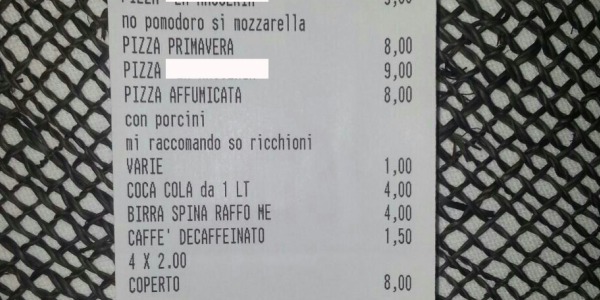 PIZZA
no pomodoro si mozzarella
PIZZA PRIMAVERA 8,00
PIZZA 9,00
PIZZA AFFUMICATA 8,00
con porcini
mi raccomando so ricchioni
VARIE 1,00
COCA COLA da 1 LT 4,00
BIRRA SPINA RAFFO ME 4,00
CAFFE' DECAFFEINATO 1,50
4 X 2.00
COPERTO 8,00